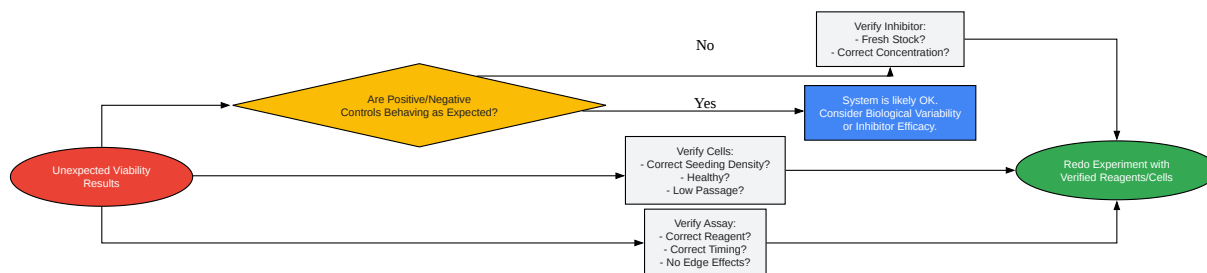 Unexpected Viability
Results
Are Positive/Negative
Controls Behaving as Expected?
No
Yes
Verify Inhibitor:
- Fresh Stock?
- Correct Concentration?
System is likely OK.
Consider Biological Variability
or Inhibitor Efficacy.
Verify Cells:
- Correct Seeding Density?
- Healthy?
- Low Passage?
Verify Assay:
- Correct Reagent?
- Correct Timing?
- No Edge Effects?
Redo Experiment with
Verified Reagents/Cells